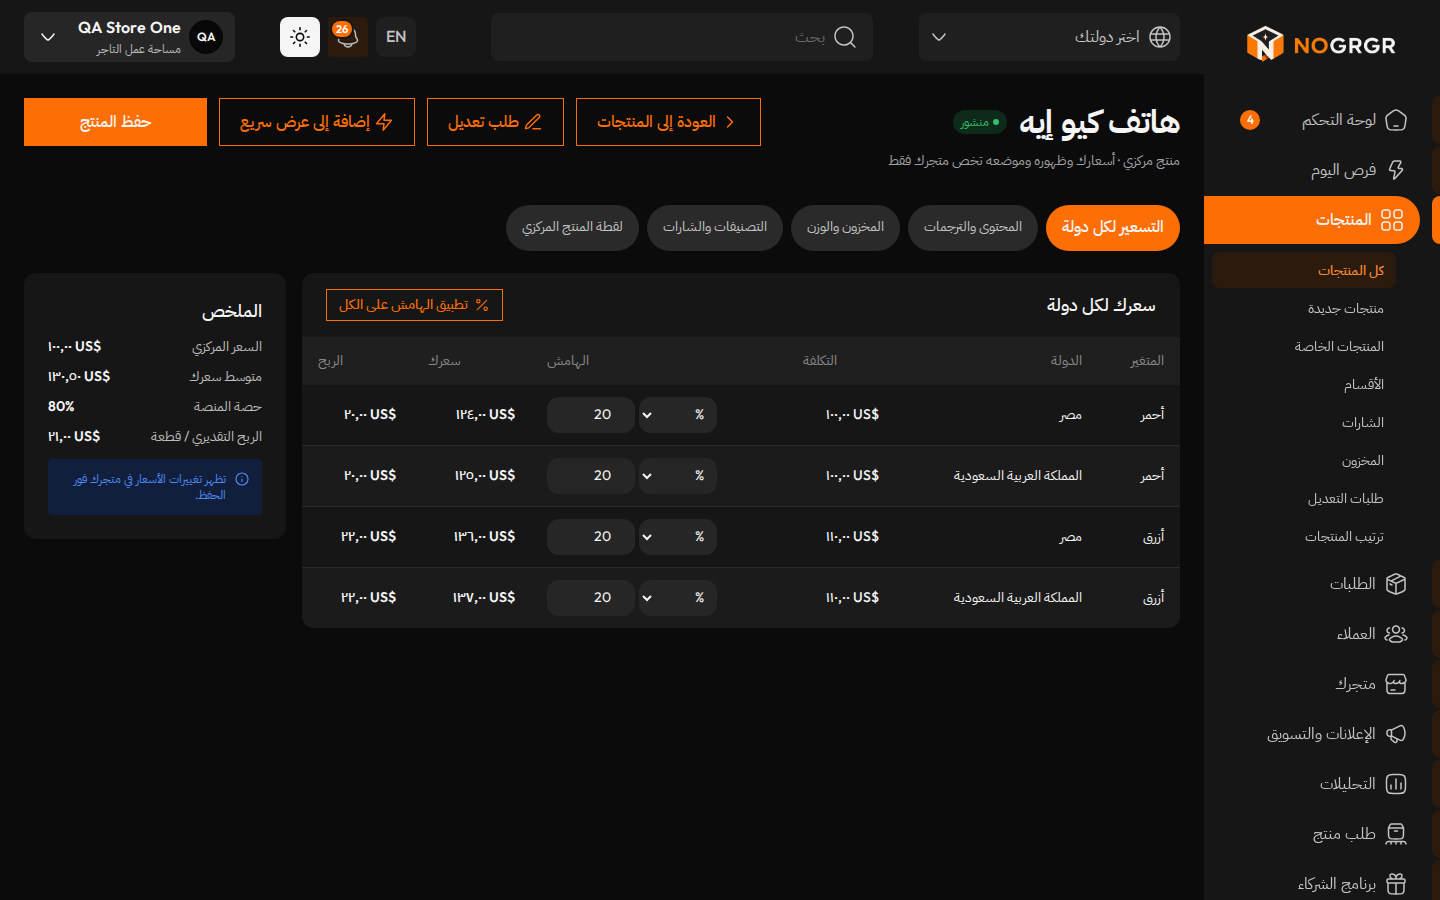 NOGRGR
اختر دولتك
بحث
EN
26
QA
QA Store One
مساحة عمل التاجر
لوحة التحكم
4
فرص اليوم
المنتجات
كل المنتجات
منتجات جديدة
المنتجات الخاصة
الأقسام
الشارات
المخزون
طلبات التعديل
ترتيب المنتجات
الطلبات
العملاء
متجرك
الإعلانات والتسويق
التحليلات
طلب منتج
برنامج الشركاء
هاتف كيو إيه
منشور
منتج مركزي · أسعارك وظهوره وموضعه تخص متجرك فقط
العودة إلى المنتجات
طلب تعديل
إضافة إلى عرض سريع
حفظ المنتج
التسعير لكل دولة
المحتوى والترجمات
المخزون والوزن
التصنيفات والشارات
لقطة المنتج المركزي
سعرك لكل دولة
% تطبيق الهامش على الكل
المتغير الدولة التكلفة الهامش سعرك الربح
أحمر مصر ١٠٠,٠٠ US$ % 20 ١٢٤,٠٠ US$ ٢٠,٠٠ US$
أحمر المملكة العربية السعودية ١٠٠,٠٠ US$ % 20 ١٢٥,٠٠ US$ ٢٠,٠٠ US$
أزرق مصر ١١٠,٠٠ US$ % 20 ١٣٦,٠٠ US$ ٢٢,٠٠ US$
أزرق المملكة العربية السعودية ١١٠,٠٠ US$ % 20 ١٣٧,٠٠ US$ ٢٢,٠٠ US$
الملخص
السعر المركزي ١٠٠,٠٠ US$
متوسط سعرك ١٣٠,٥٠ US$
حصة المنصة 80%
الربح التقديري / قطعة ٢١,٠٠ US$
تظهر تغييرات الأسعار في متجرك فور
الحفظ.